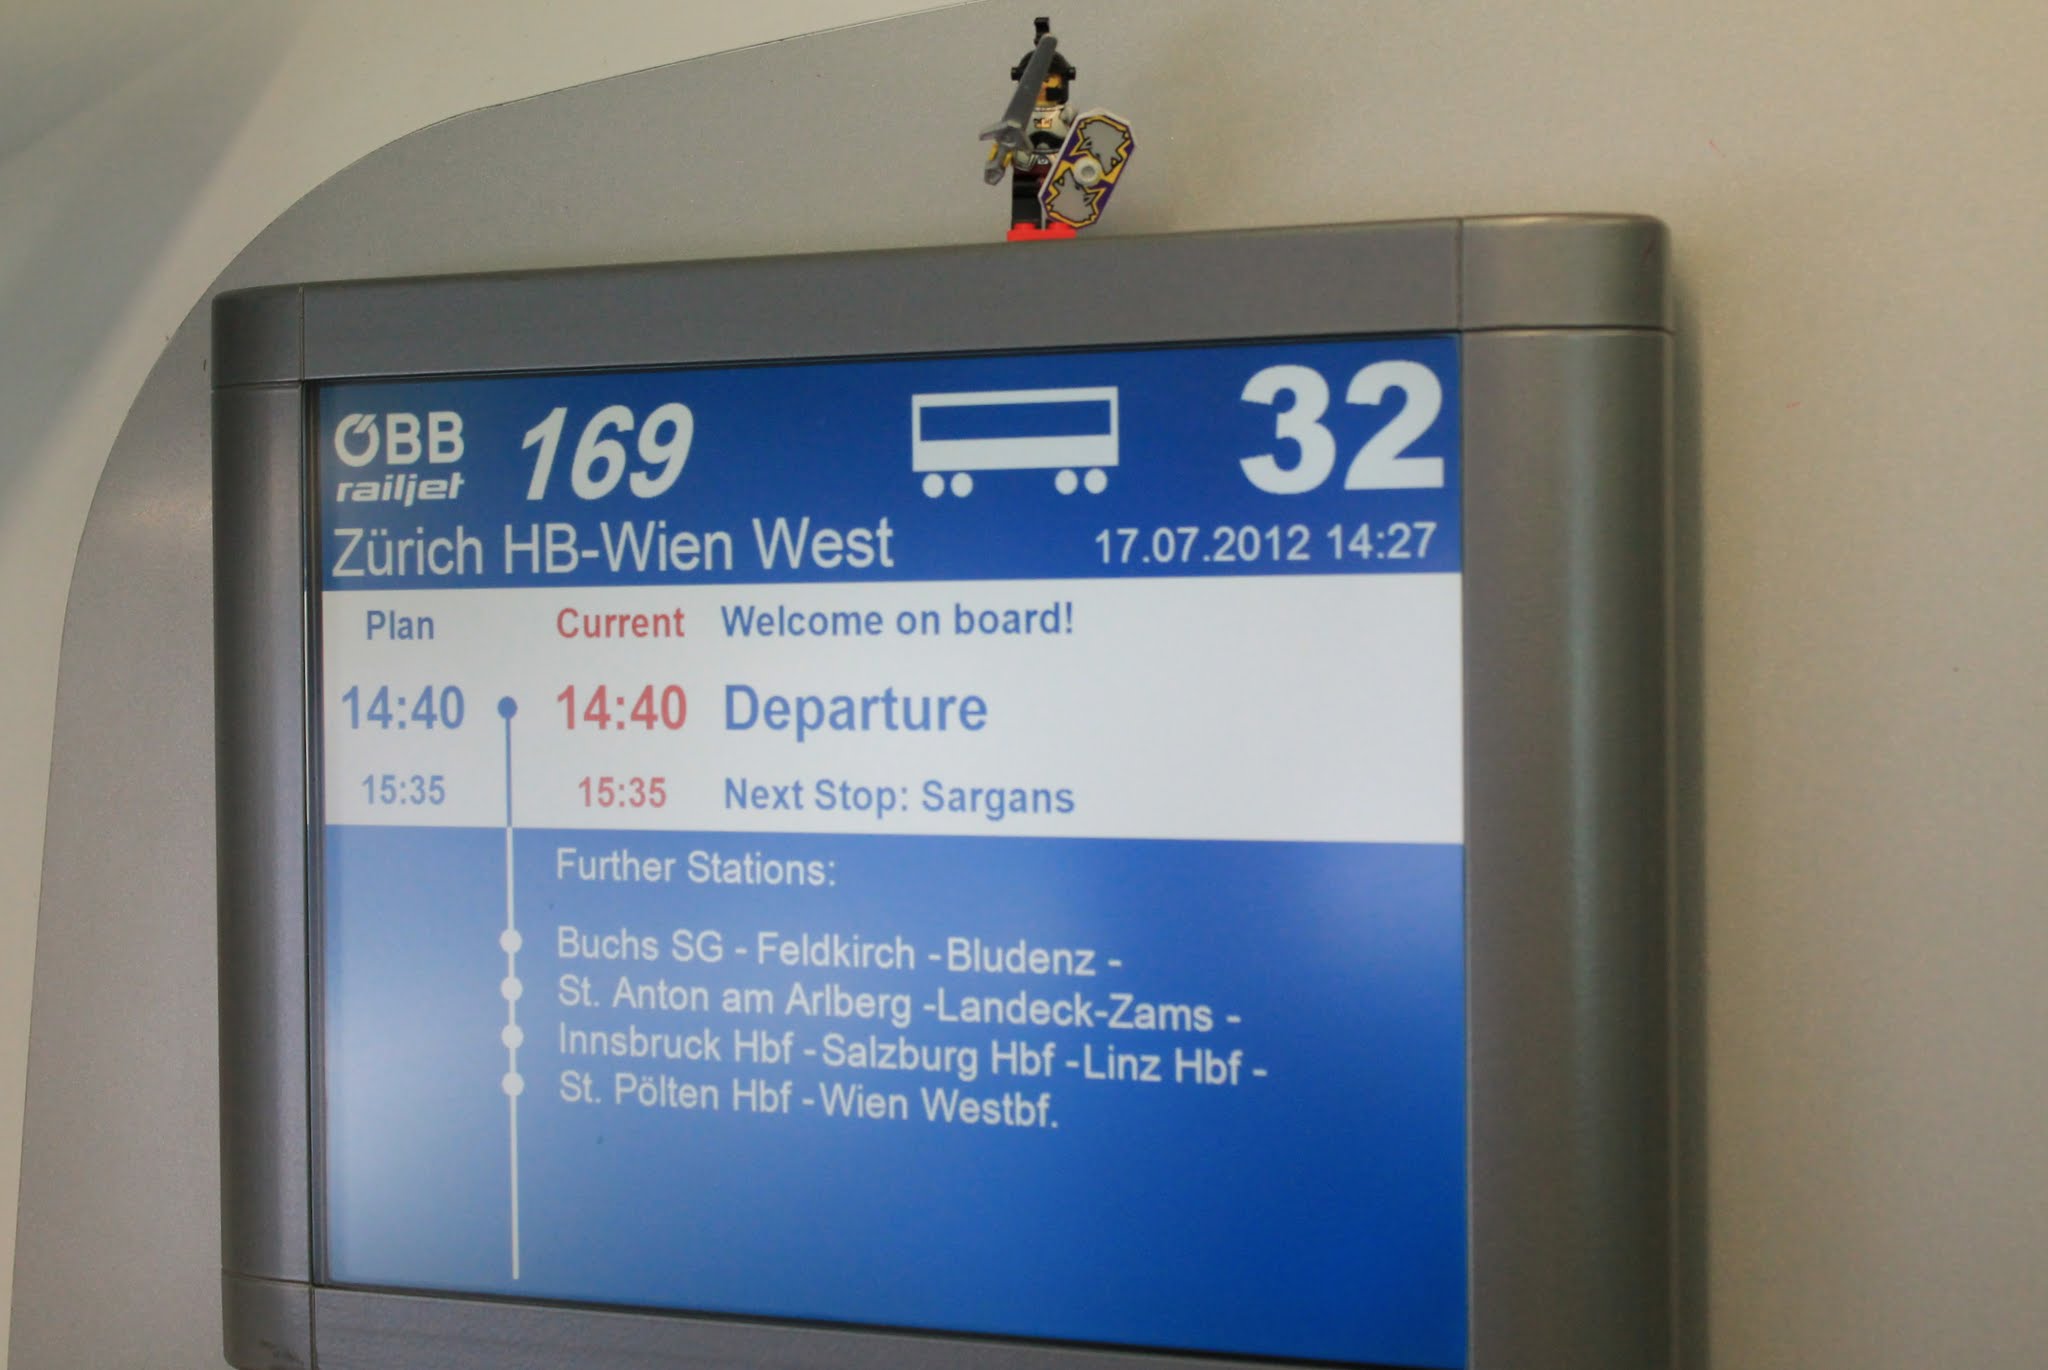 ÖBB 169 32
railjet
Zürich HB-Wien West 17.07.2012 14:27
Plan Current Welcome on board!
14:40 14:40 Departure
15:35 15:35 Next Stop: Sargans
Further Stations:
Buchs SG - Feldkirch -Bludenz -
St. Anton am Arlberg -Landeck-Zams -
Innsbruck Hbf -Salzburg Hbf -Linz Hbf -
St. Pölten Hbf -Wien Westbf.